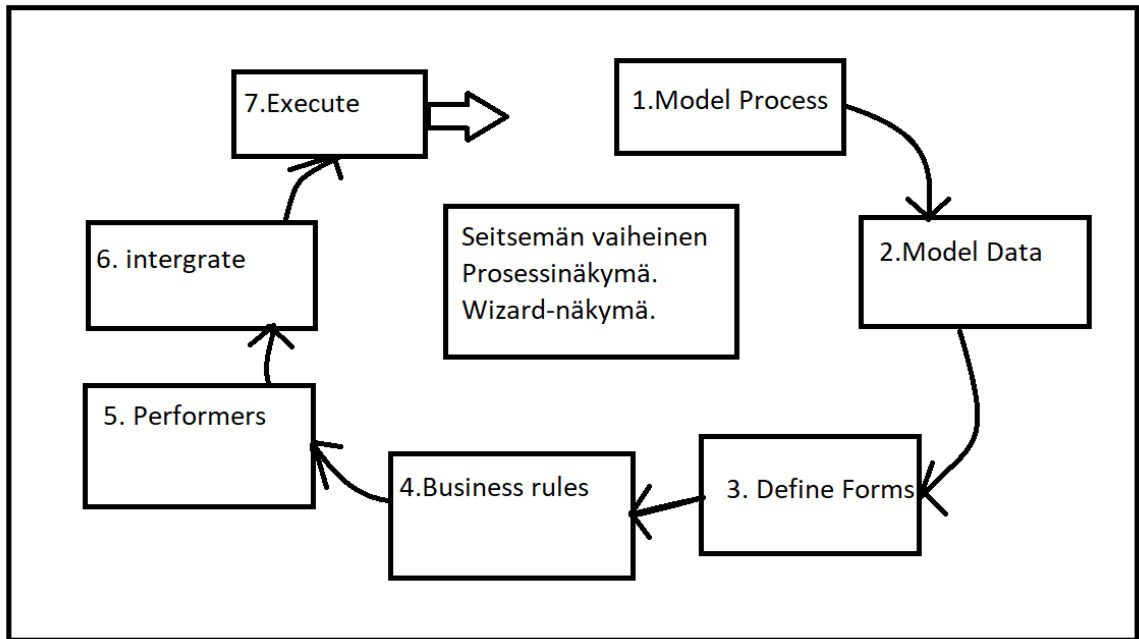 7.Execute
1.Model Process
6. intergrate
Seitsemän vaiheinen
Prosessinäkymä.
Wizard-näkymä.
2.Model Data
5. Performers
4.Business rules
3. Define Forms